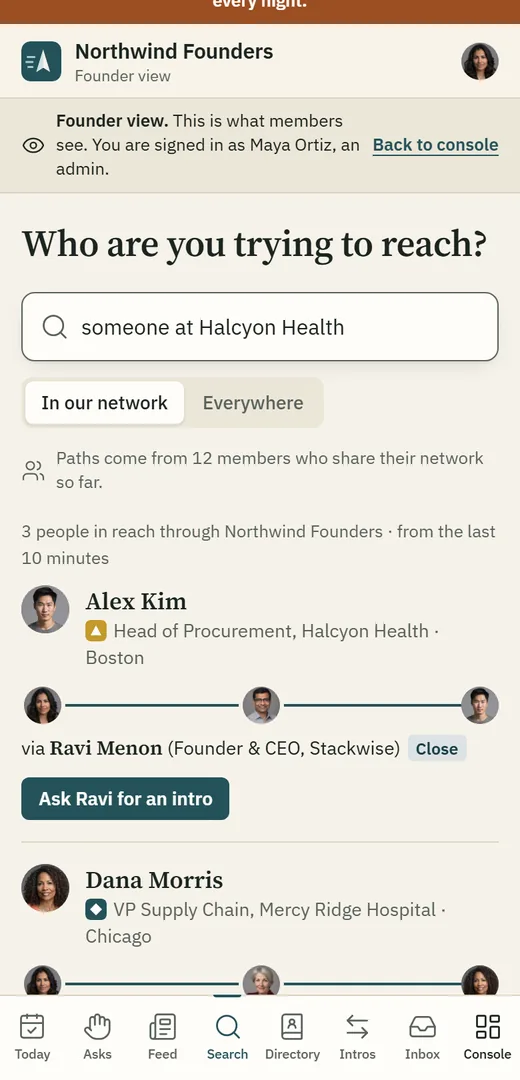 every night.
Northwind Founders
Founder view
Founder view. This is what members
see. You are signed in as Maya Ortiz, an
admin.
Back to console
Who are you trying to reach?
someone at Halcyon Health
In our network
Everywhere
Paths come from 12 members who share their network
so far.
3 people in reach through Northwind Founders · from the last
10 minutes
Alex Kim
Head of Procurement, Halcyon Health ·
Boston
via Ravi Menon (Founder & CEO, Stackwise) Close
Ask Ravi for an intro
Dana Morris
VP Supply Chain, Mercy Ridge Hospital ·
Chicago
Today
Asks
Feed
Search
Directory
Intros
Inbox
Console